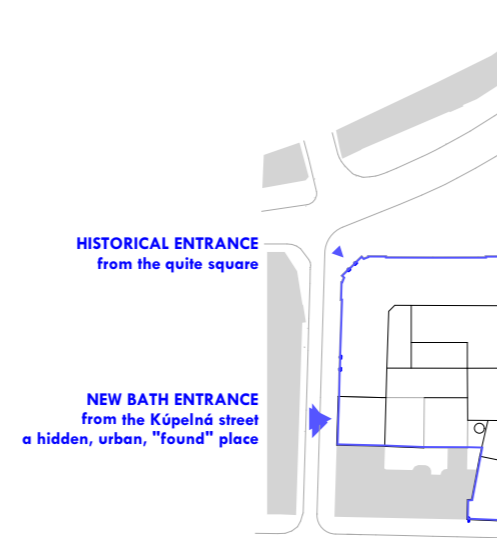 HISTORICAL ENTRANCE
from the quite square
NEW BATH ENTRANCE
from the Kúpelná street
a hidden, urban, "found" place